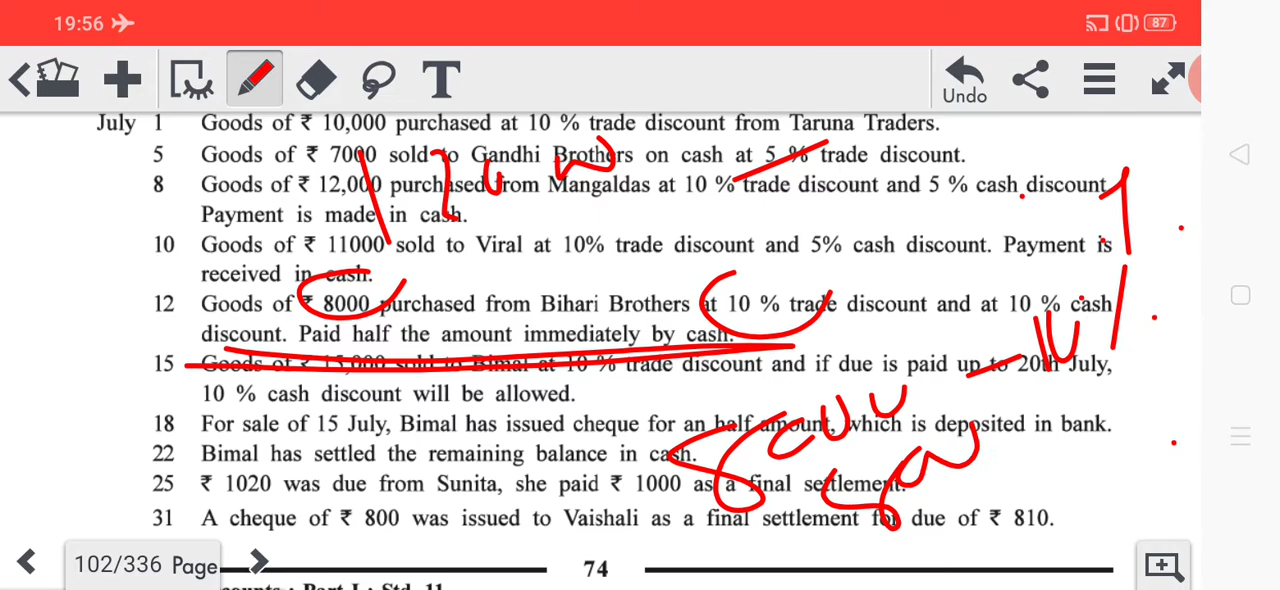 19:56 87
T Undo
July 1 Goods of ₹ 10,000 purchased at 10 % trade discount from Taruna Traders.
5 Goods of ₹ 7000 sold to Gandhi Brothers on cash at 5 % trade discount.
8 Goods of ₹ 12,000 purchased from Mangaldas at 10 % trade discount and 5 % cash discount
Payment is made in cash.
10 Goods of ₹ 11000 sold to Viral at 10% trade discount and 5% cash discount. Payment is
received in cash.
12 Goods of ₹ 8000 purchased from Bihari Brothers at 10 % trade discount and at 10 % cash
discount. Paid half the amount immediately by cash.
15 Goods of ₹ 15,000 sold to Bimal at 10 % trade discount and if due is paid up to 20th July,
10 % cash discount will be allowed.
18 For sale of 15 July, Bimal has issued cheque for an half amount, which is deposited in bank.
22 Bimal has settled the remaining balance in cash.
25 ₹ 1020 was due from Sunita, she paid ₹ 1000 as a final settlement.
31 A cheque of ₹ 800 was issued to Vaishali as a final settlement for due of ₹ 810.
102/336 Page
74